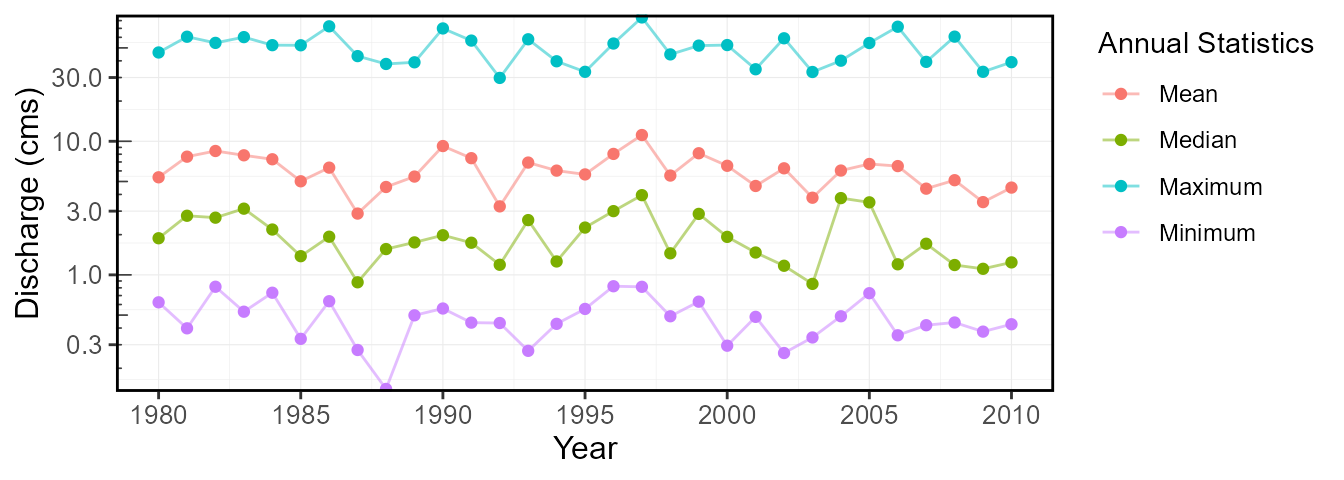 Discharge (cms)
30.0
10.0
3.0
1.0
0.3
1980 1985 1990 1995 2000 2005 2010
Year
Annual Statistics
Mean
Median
Maximum
Minimum